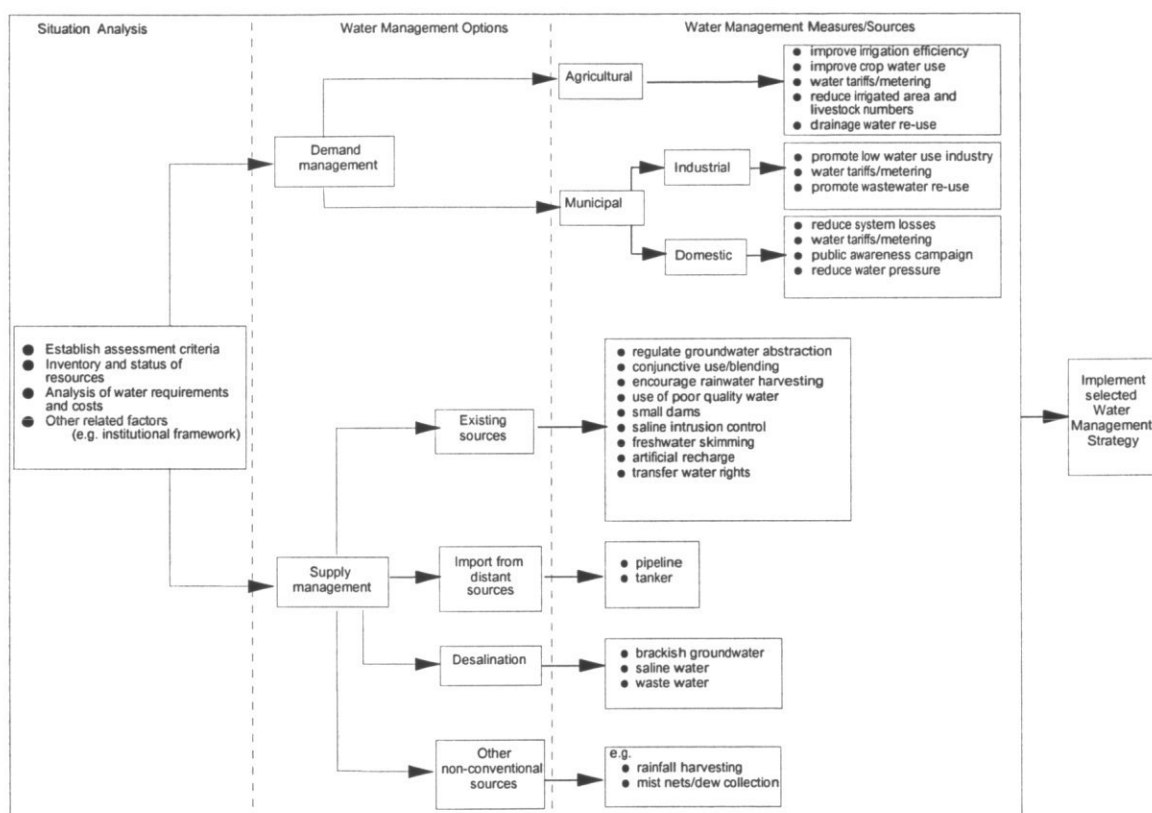 Situation Analysis
Water Management Options
Water Management Measures/Sources
Agricultural
● improve irrigation efficiency
● improve crop water use
● water tariffs/metering
● reduce irrigated area and
livestock numbers
● drainage water re-use
Demand
management
Industrial
● promote low water use industry
● water tariffs/metering
● promote wastewater re-use
Municipal
Domestic
● reduce system losses
● water tariffs/metering
● public awareness campaign
● reduce water pressure
● Establish assessment criteria
● Inventory and status of
resources
● Analysis of water requirements
and costs
● Other related factors
(e.g. institutional framework)
Existing
sources
● regulate groundwater abstraction
● conjunctive use/blending
● encourage rainwater harvesting
● use of poor quality water
● small dams
● saline intrusion control
● freshwater skimming
● artificial recharge
● transfer water rights
Implement
selected
Water
Management
Strategy
Supply
management
Import from
distant
sources
● pipeline
● tanker
Desalination
● brackish groundwater
● saline water
● waste water
Other
non-conventional
sources
e.g.
● rainfall harvesting
● mist nets/dew collection